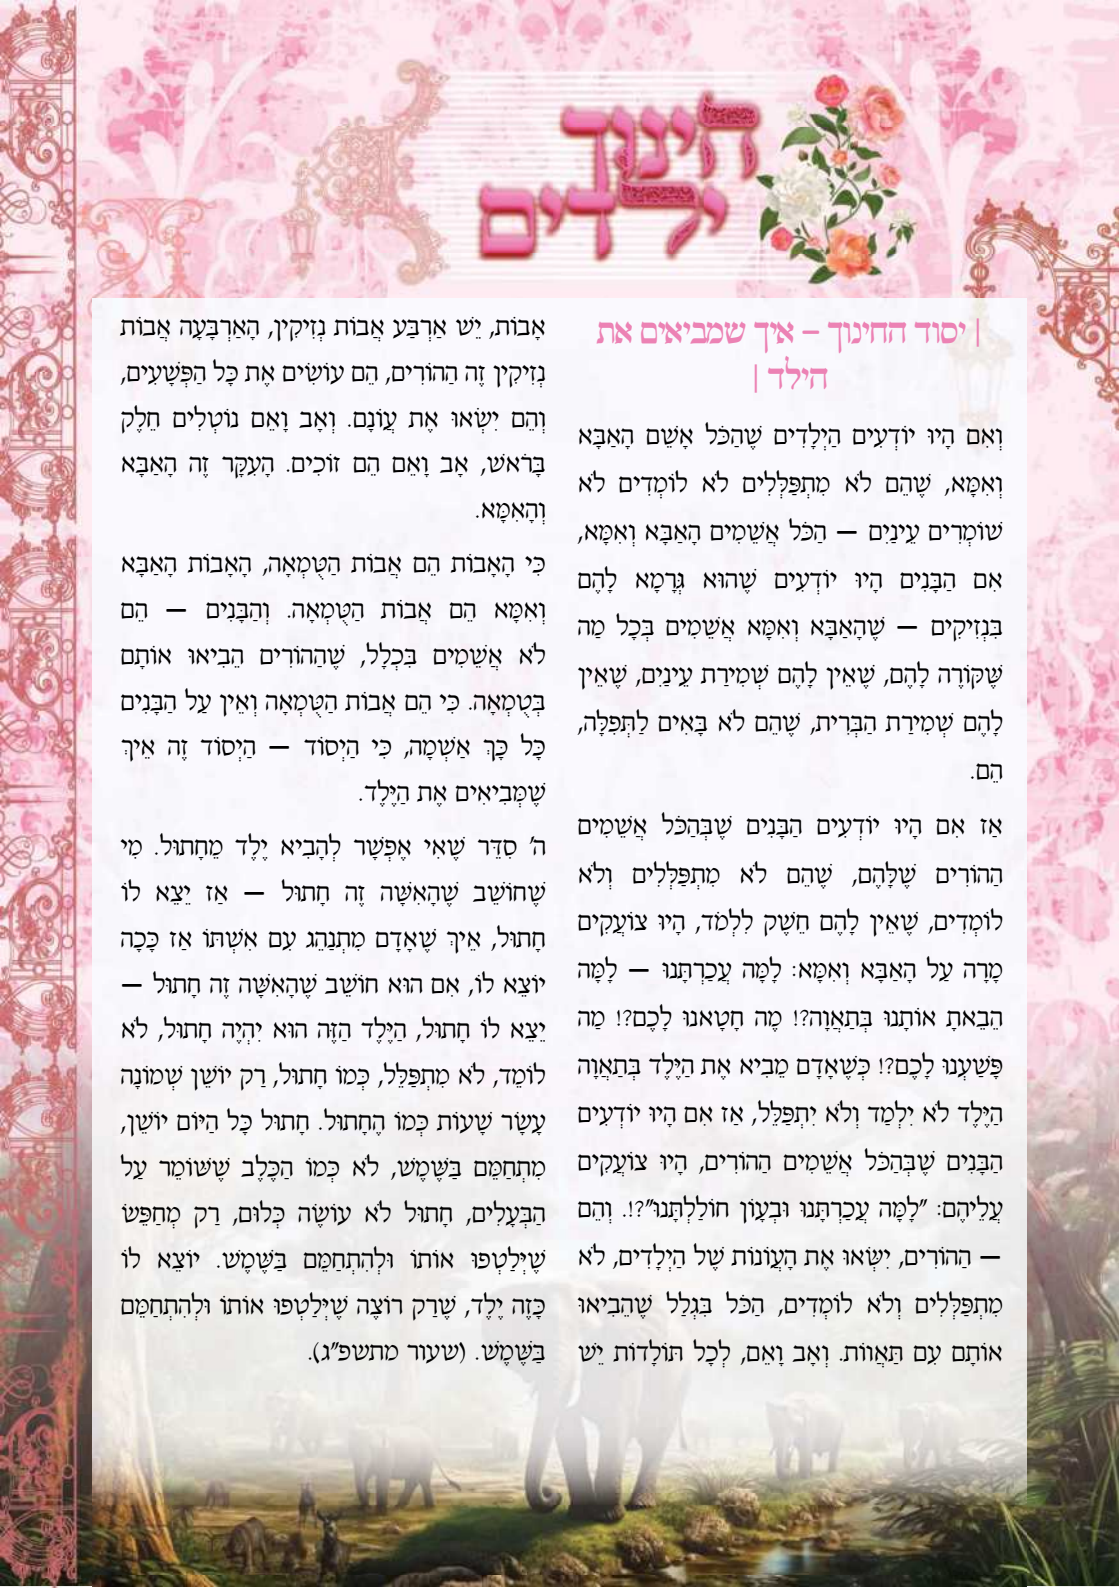 חינוך
ילדים
| יסוד החינוך – איך שמביאים את
הילד |
וְאִם הָיוּ יוֹדְעִים הַיְלָדִים שֶׁהַכֹּל אָשֵׁם הָאַבָּא
וְאִמָּא, שֶׁהֵם לֹא מִתְפַּלְּלִים לֹא לוֹמְדִים לֹא
שׁוֹמְרִים עֵינַיִם — הַכֹּל אֲשֵׁמִים הָאַבָּא וְאִמָּא,
אִם הַבָּנִים הָיוּ יוֹדְעִים שֶׁהוּא גְּרָמָא לָהֶם
בִּנְזִיקִים — שֶׁהָאַבָּא וְאִמָּא אֲשֵׁמִים בְּכָל מַה
שֶּׁקּוֹרֶה לָהֶם, שֶׁאֵין לָהֶם שְׁמִירַת עֵינַיִם, שֶׁאֵין
לָהֶם שְׁמִירַת הַבְּרִית, שֶׁהֵם לֹא בָּאִים לַתְּפִלָּה,
הֵם.
אַז אִם הָיוּ יוֹדְעִים הַבָּנִים שֶׁבְּהַכֹּל אֲשֵׁמִים
הַהוֹרִים שֶׁלָּהֶם, שֶׁהֵם לֹא מִתְפַּלְּלִים וְלֹא
לוֹמְדִים, שֶׁאֵין לָהֶם חֵשֶׁק לִלְמֹד, הָיוּ צוֹעֲקִים
מָרָה עַל הָאַבָּא וְאִמָּא: לָמָּה עֲכַרְתָּנוּ — לָמָּה
הֵבֵאתָ אוֹתָנוּ בְּתַאֲוָה?! מֶה חָטָאנוּ לָכֶם?! מַה
פָּשַׁעְנוּ לָכֶם?! כְּשֶׁאָדָם מֵבִיא אֶת הַיֶּלֶד בְּתַאֲוָה
הַיֶּלֶד לֹא יִלְמַד וְלֹא יִתְפַּלֵּל, אַז אִם הָיוּ יוֹדְעִים
הַבָּנִים שֶׁבְּהַכֹּל אֲשֵׁמִים הַהוֹרִים, הָיוּ צוֹעֲקִים
עֲלֵיהֶם: "לָמָּה עֲכַרְתָּנוּ וּבְעָוֹן חוֹלַלְתָּנוּ"?!. וְהֵם
— הַהוֹרִים, יִשְּׂאוּ אֶת הָעֲוֹנוֹת שֶׁל הַיְלָדִים, לֹא
מִתְפַּלְּלִים וְלֹא לוֹמְדִים, הַכֹּל בִּגְלַל שֶׁהֵבִיאוּ
אוֹתָם עִם תַּאֲווֹת. וְאָב וָאֵם, לְכָל תּוֹלָדוֹת יֵשׁ
אָבוֹת, יֵשׁ אַרְבַּע אֲבוֹת נְזִיקִין, הָאַרְבָּעָה אֲבוֹת
נְזִיקִין זֶה הַהוֹרִים, הֵם עוֹשִׂים אֶת כָּל הַפְּשָׁעִים,
וְהֵם יִשְׂאוּ אֶת עֲוֹנָם. וְאָב וָאֵם נוֹטְלִים חֵלֶק
בָּרֹאשׁ, אָב וָאֵם הֵם זוֹכִים. הָעִקָּר זֶה הָאַבָּא
וְהָאִמָּא.
כִּי הָאָבוֹת הֵם אֲבוֹת הַטֻּמְאָה, הָאָבוֹת הָאַבָּא
וְאִמָּא הֵם אֲבוֹת הַטֻּמְאָה. וְהַבָּנִים — הֵם
לֹא אֲשֵׁמִים בִּכְלָל, שֶׁהַהוֹרִים הֵבִיאוּ אוֹתָם
בְּטֻמְאָה. כִּי הֵם אֲבוֹת הַטֻּמְאָה וְאֵין עַל הַבָּנִים
כָּל כָּךְ אַשְׁמָה, כִּי הַיְסוֹד — הַיְסוֹד זֶה אֵיךְ
שֶׁמְּבִיאִים אֶת הַיֶּלֶד.
ה' סִדֵּר שֶׁאִי אֶפְשָׁר לְהָבִיא יֶלֶד מֵחָתוּל. מִי
שֶׁחוֹשֵׁב שֶׁהָאִשָּׁה זֶה חָתוּל — אַז יֵצֵא לוֹ
חָתוּל, אֵיךְ שֶׁאָדָם מִתְנַהֵג עִם אִשְׁתּוֹ אַז כָּכָה
יוֹצֵא לוֹ, אִם הוּא חוֹשֵׁב שֶׁהָאִשָּׁה זֶה חָתוּל —
יֵצֵא לוֹ חָתוּל, הַיֶּלֶד הַזֶּה הוּא יִהְיֶה חָתוּל, לֹא
לוֹמֵד, לֹא מִתְפַּלֵּל, כְּמוֹ חָתוּל, רַק יוֹשֵׁן שְׁמוֹנָה
עָשָׂר שָׁעוֹת כְּמוֹ הֶחָתוּל. חָתוּל כָּל הַיּוֹם יוֹשֵׁן,
מִתְחַמֵּם בַּשֶּׁמֶשׁ, לֹא כְּמוֹ הַכֶּלֶב שֶׁשּׁוֹמֵר עַל
הַבְּעָלִים, חָתוּל לֹא עוֹשֶׂה כְּלוּם, רַק מְחַפֵּשׂ
שֶׁיְּלַטְּפוּ אוֹתוֹ וּלְהִתְחַמֵּם בַּשֶּׁמֶשׁ. יוֹצֵא לוֹ
כָּזֶה יֶלֶד, שֶׁרַק רוֹצֶה שֶׁיְּלַטְּפוּ אוֹתוֹ וּלְהִתְחַמֵּם
בַּשֶּׁמֶשׁ. (שעור מתשפ"ג).